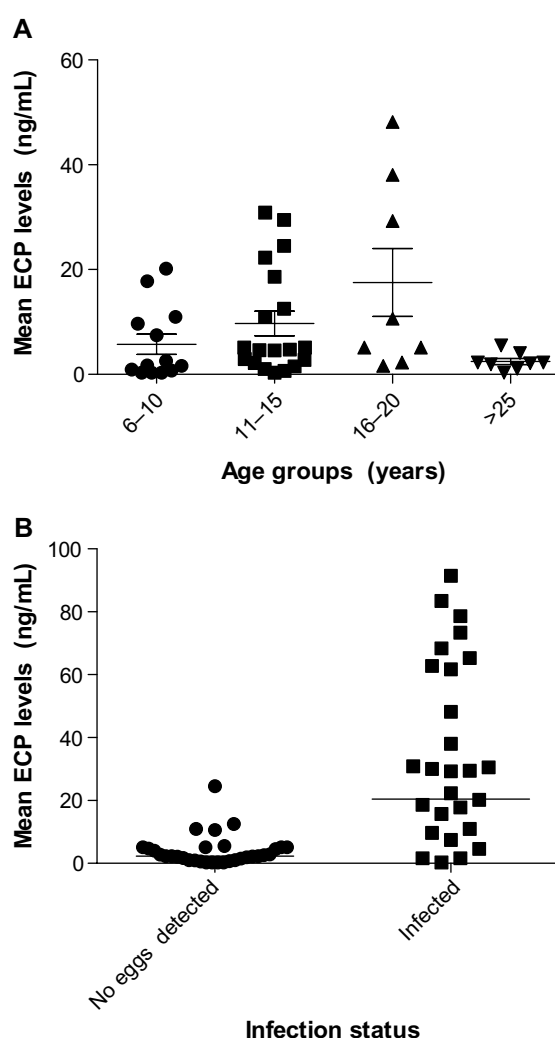 A
Mean ECP levels (ng/mL)
60
40
20
0
6–10
11–15
16–20
>25
Age groups (years)
B
Mean ECP levels (ng/mL)
100
80
60
40
20
0
No eggs detected
Infected
Infection status